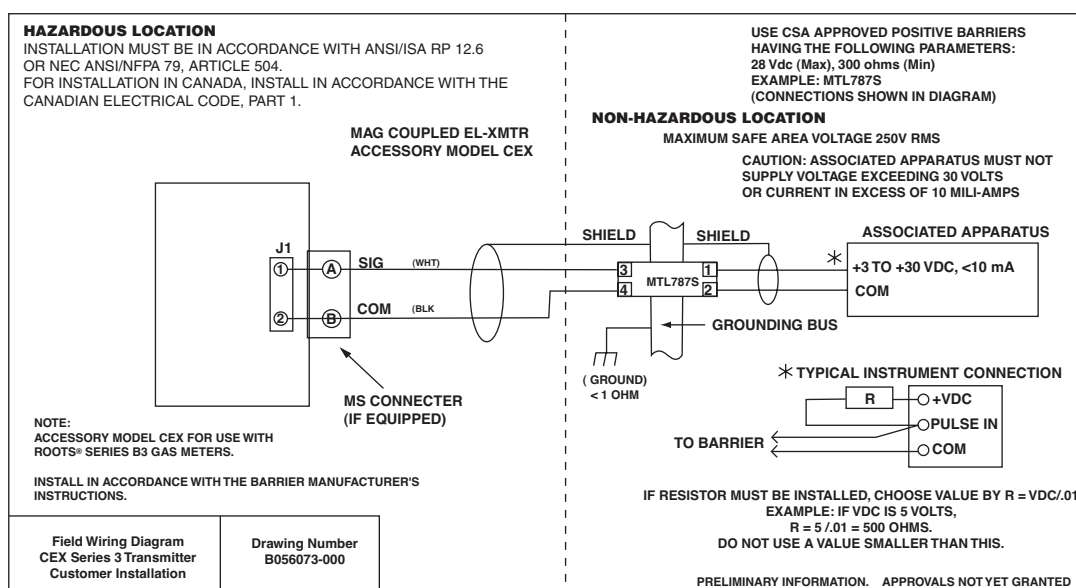 HAZARDOUS LOCATION
INSTALLATION MUST BE IN ACCORDANCE WITH ANSI/ISA RP 12.6
OR NEC ANSI/NFPA 79, ARTICLE 504.
FOR INSTALLATION IN CANADA, INSTALL IN ACCORDANCE WITH THE
CANADIAN ELECTRICAL CODE, PART 1.
USE CSA APPROVED POSITIVE BARRIERS
HAVING THE FOLLOWING PARAMETERS:
28 Vdc (Max), 300 ohms (Min)
EXAMPLE: MTL787S
(CONNECTIONS SHOWN IN DIAGRAM)
NON-HAZARDOUS LOCATION
MAXIMUM SAFE AREA VOLTAGE 250V RMS
CAUTION: ASSOCIATED APPARATUS MUST NOT
SUPPLY VOLTAGE EXCEEDING 30 VOLTS
OR CURRENT IN EXCESS OF 10 MILI-AMPS
MAG COUPLED EL-XMTR
ACCESSORY MODEL CEX
J1
1
2
A
B
SIG
(WHT)
COM
(BLK
SHIELD
SHIELD
3
4
MTL787S
1
2
ASSOCIATED APPARATUS
* +3 TO +30 VDC, <10 mA
COM
GROUNDING BUS
( GROUND)
< 1 OHM
MS CONNECTER
(IF EQUIPPED)
* TYPICAL INSTRUMENT CONNECTION
R
+VDC
PULSE IN
COM
TO BARRIER
NOTE:
ACCESSORY MODEL CEX FOR USE WITH
ROOTS® SERIES B3 GAS METERS.
INSTALL IN ACCORDANCE WITH THE BARRIER MANUFACTURER'S
INSTRUCTIONS.
IF RESISTOR MUST BE INSTALLED, CHOOSE VALUE BY R = VDC/.01
EXAMPLE: IF VDC IS 5 VOLTS,
R = 5 /.01 = 500 OHMS.
DO NOT USE A VALUE SMALLER THAN THIS.
Field Wiring Diagram
CEX Series 3 Transmitter
Customer Installation
Drawing Number
B056073-000
PRELIMINARY INFORMATION. APPROVALS NOT YET GRANTED